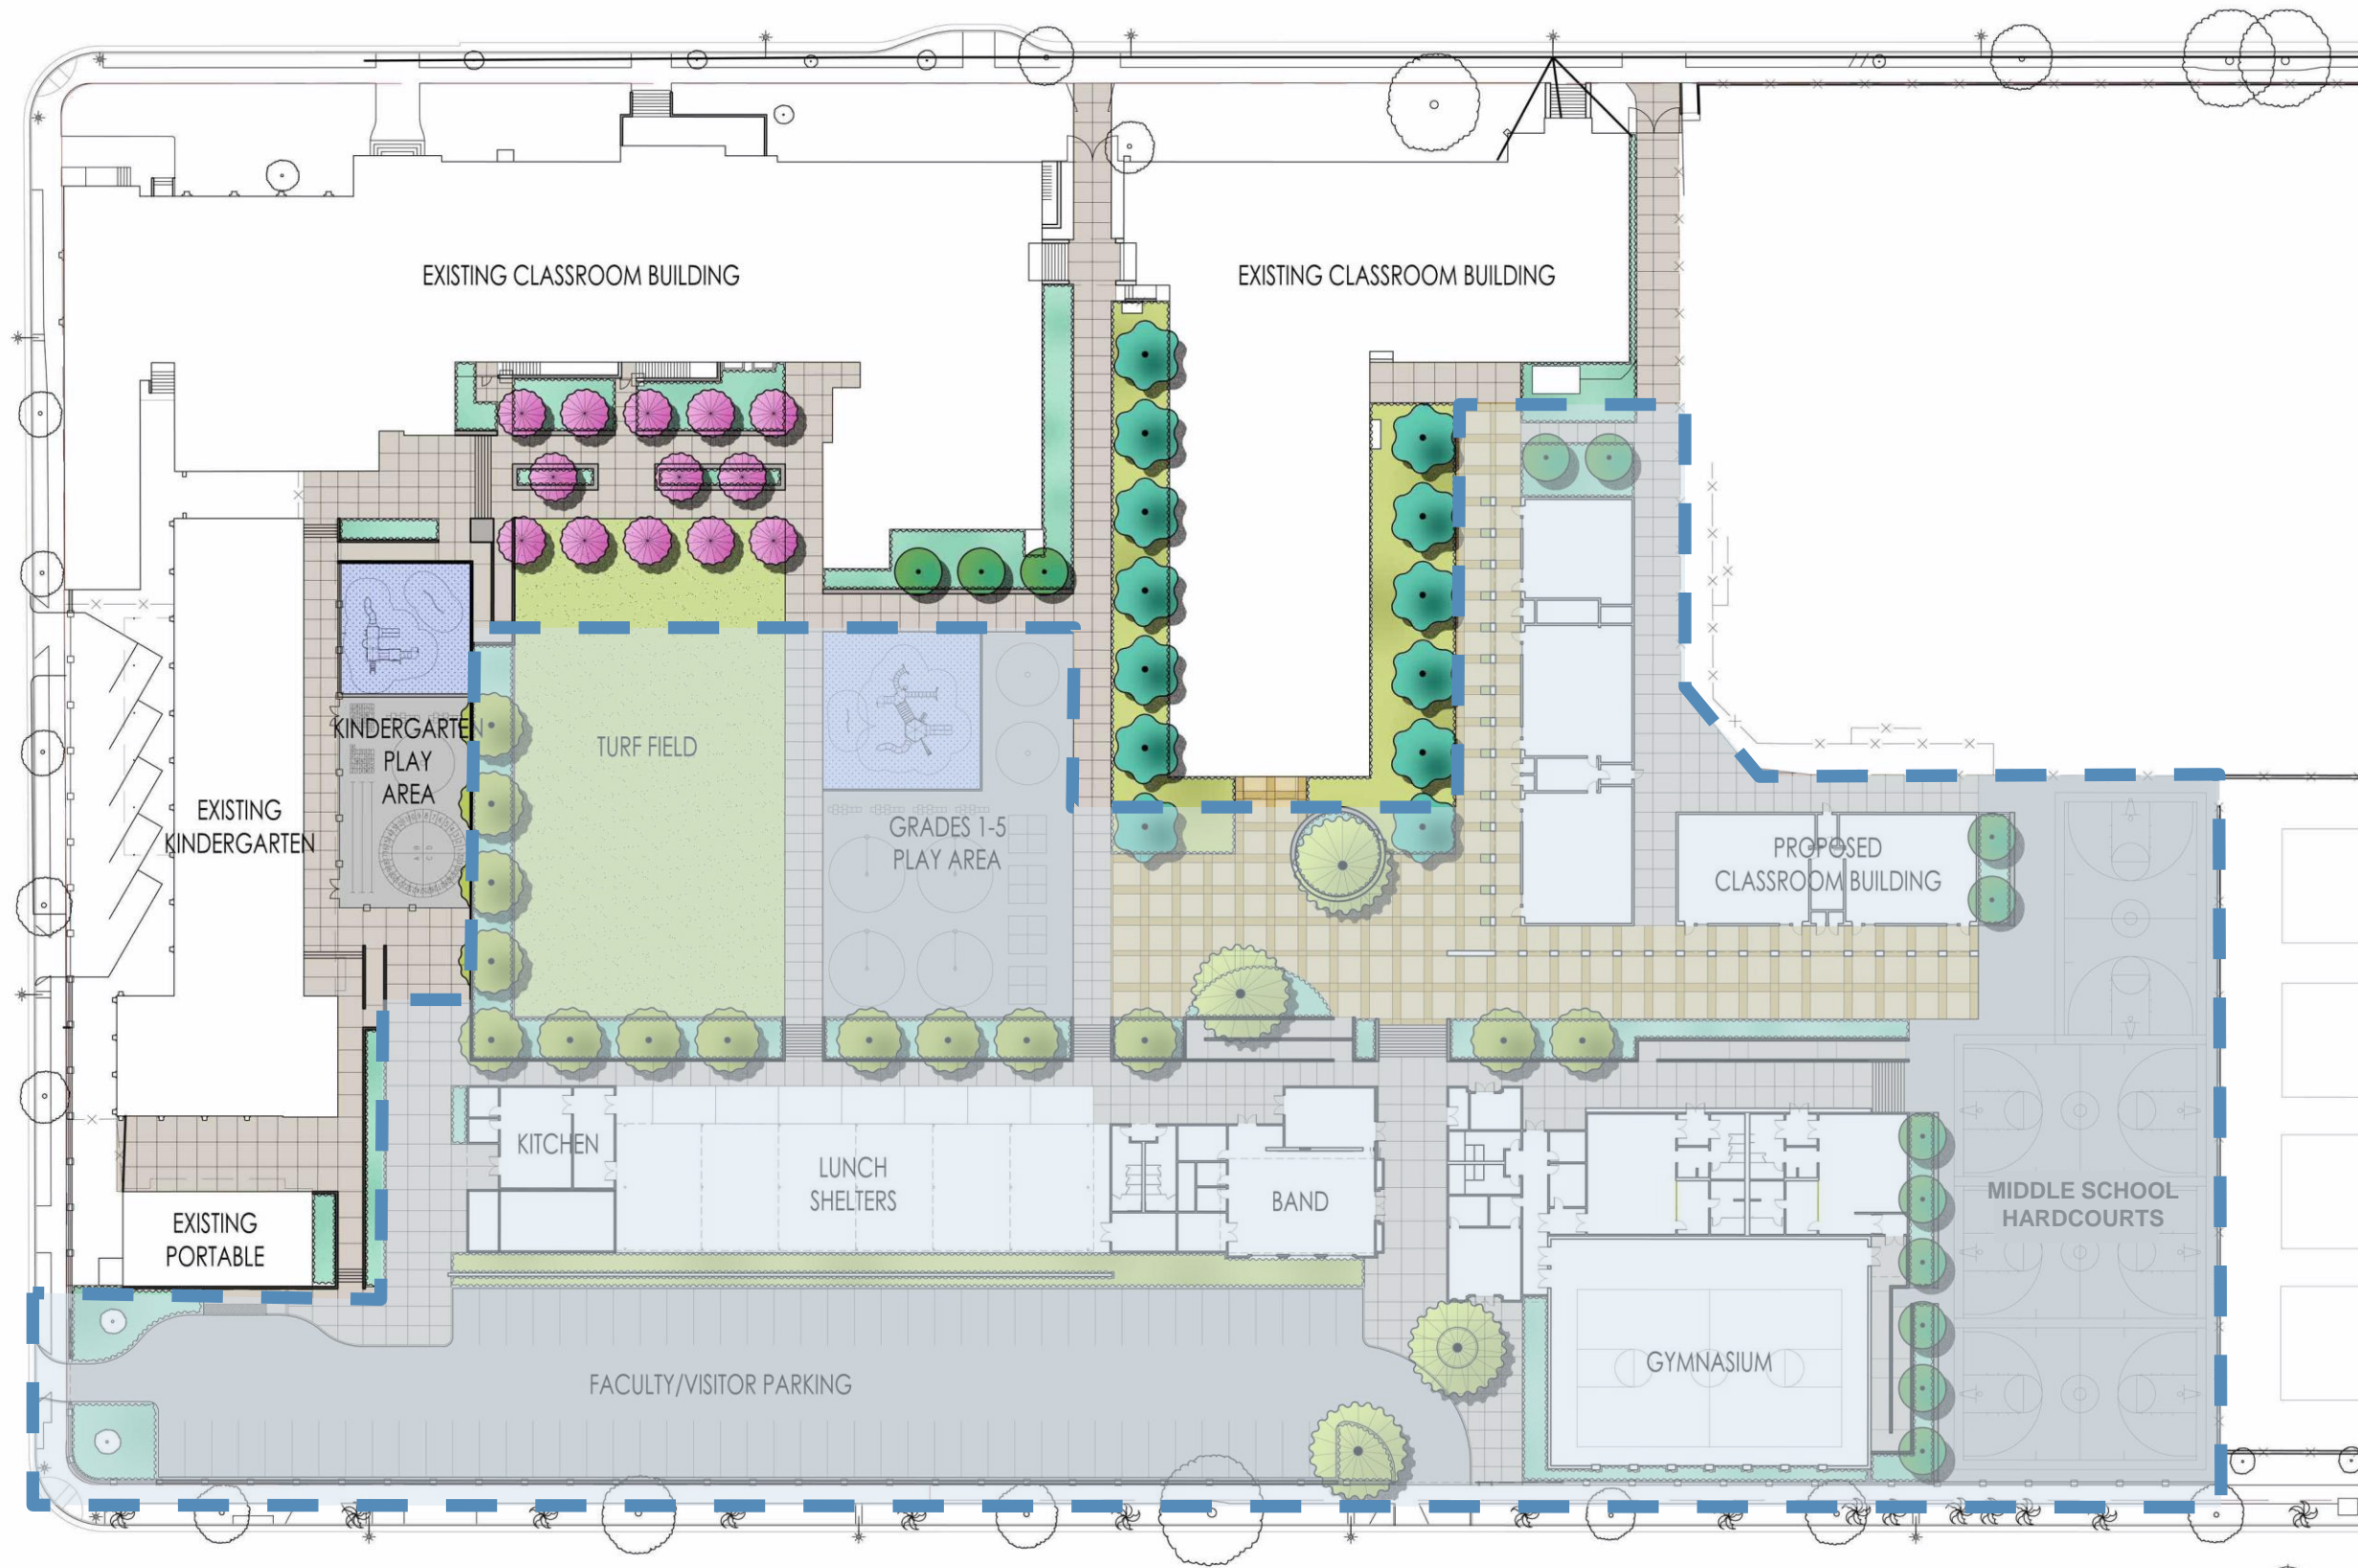 EXISTING CLASSROOM BUILDING
EXISTING CLASSROOM BUILDING
KINDERGARTEN
PLAY
AREA
TURF FIELD
EXISTING
KINDERGARTEN
GRADES 1-5
PLAY AREA
PROPOSED
CLASSROOM BUILDING
KITCHEN
LUNCH
SHELTERS
BAND
MIDDLE SCHOOL
HARDCOURTS
EXISTING
PORTABLE
GYMNASIUM
FACULTY/VISITOR PARKING